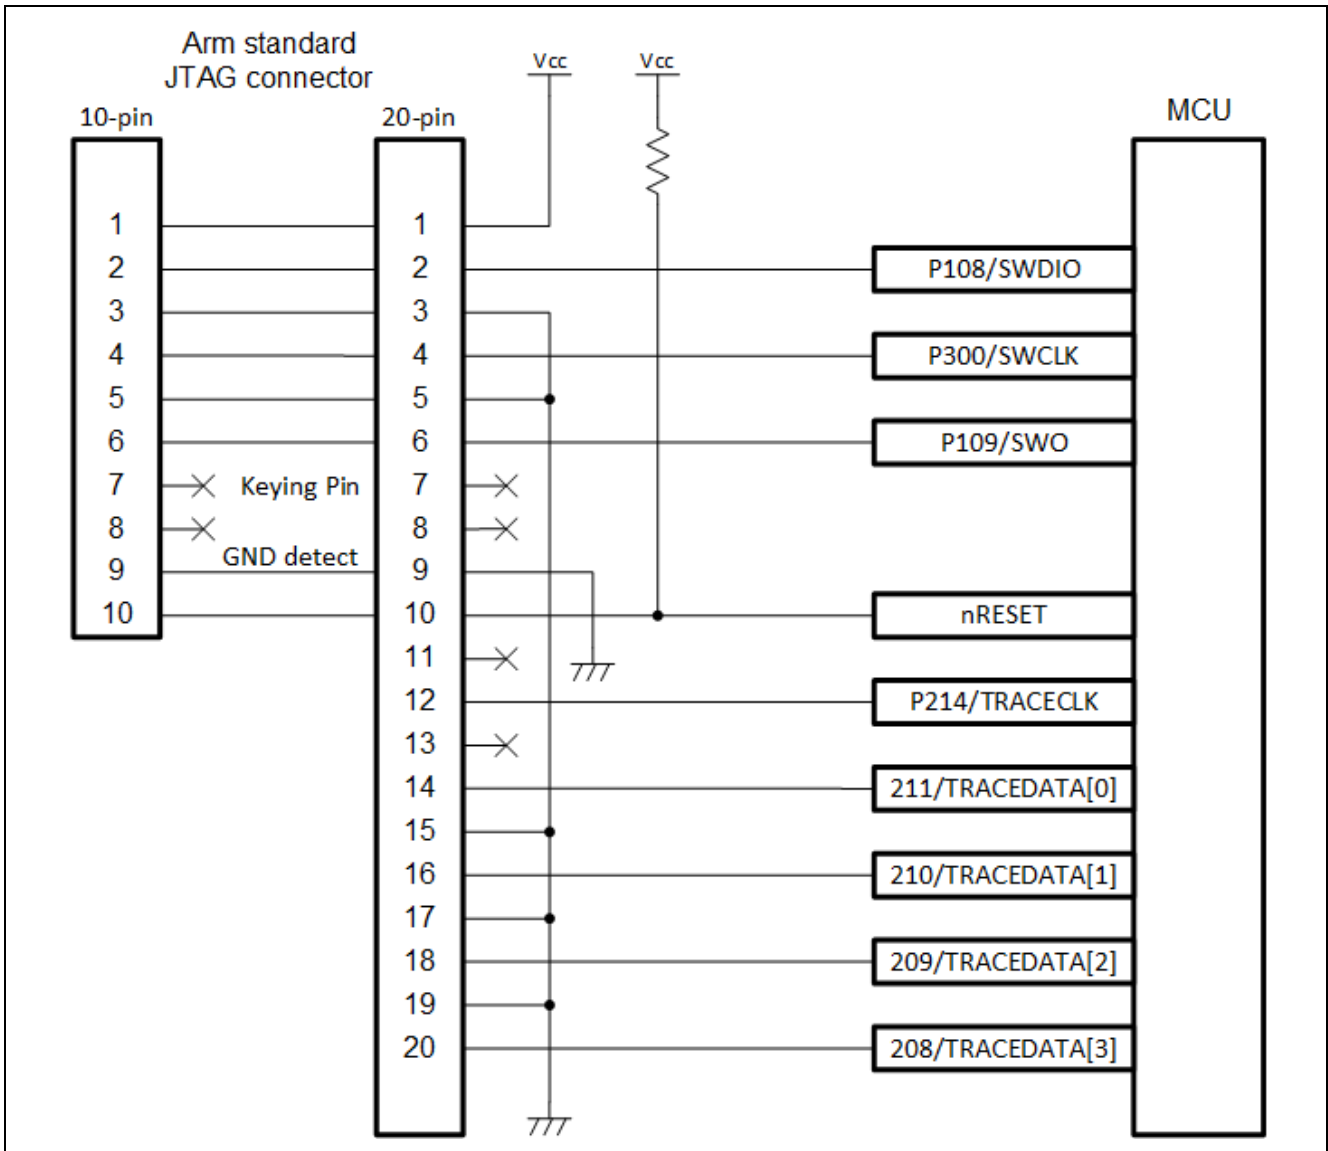 Arm standard
JTAG connector
Vcc
Vcc
10-pin
20-pin
MCU
1
1
2
2
P108/SWDIO
3
3
4
4
P300/SWCLK
5
5
6
6
P109/SWO
7
Keying Pin
7
8
8
GND detect
9
9
10
10
nRESET
11
12
P214/TRACECLK
13
14
211/TRACEDATA[0]
15
16
210/TRACEDATA[1]
17
18
209/TRACEDATA[2]
19
20
208/TRACEDATA[3]